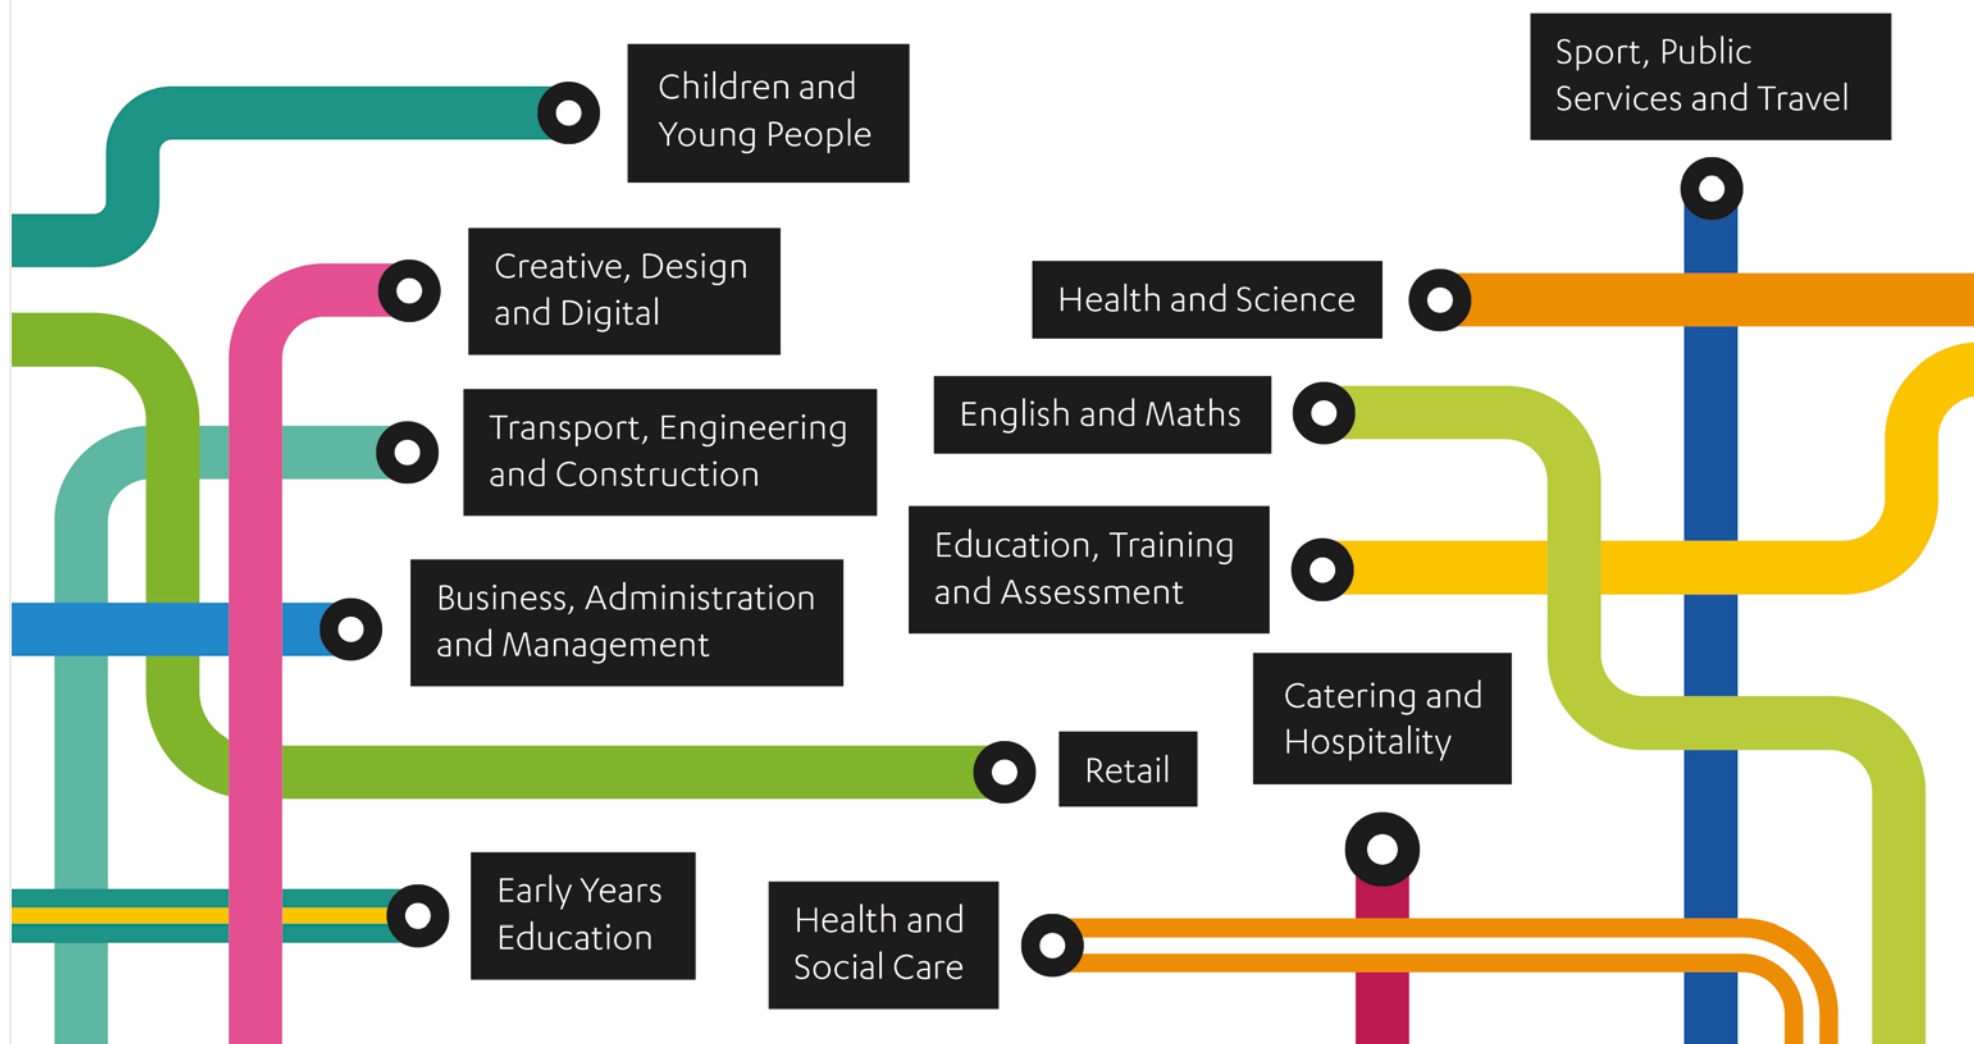 Children and
Young People
Sport, Public
Services and Travel
Creative, Design
and Digital
Health and Science
English and Maths
Transport, Engineering
and Construction
Education, Training
and Assessment
Business, Administration
and Management
Catering and
Hospitality
Retail
Early Years
Education
Health and
Social Care